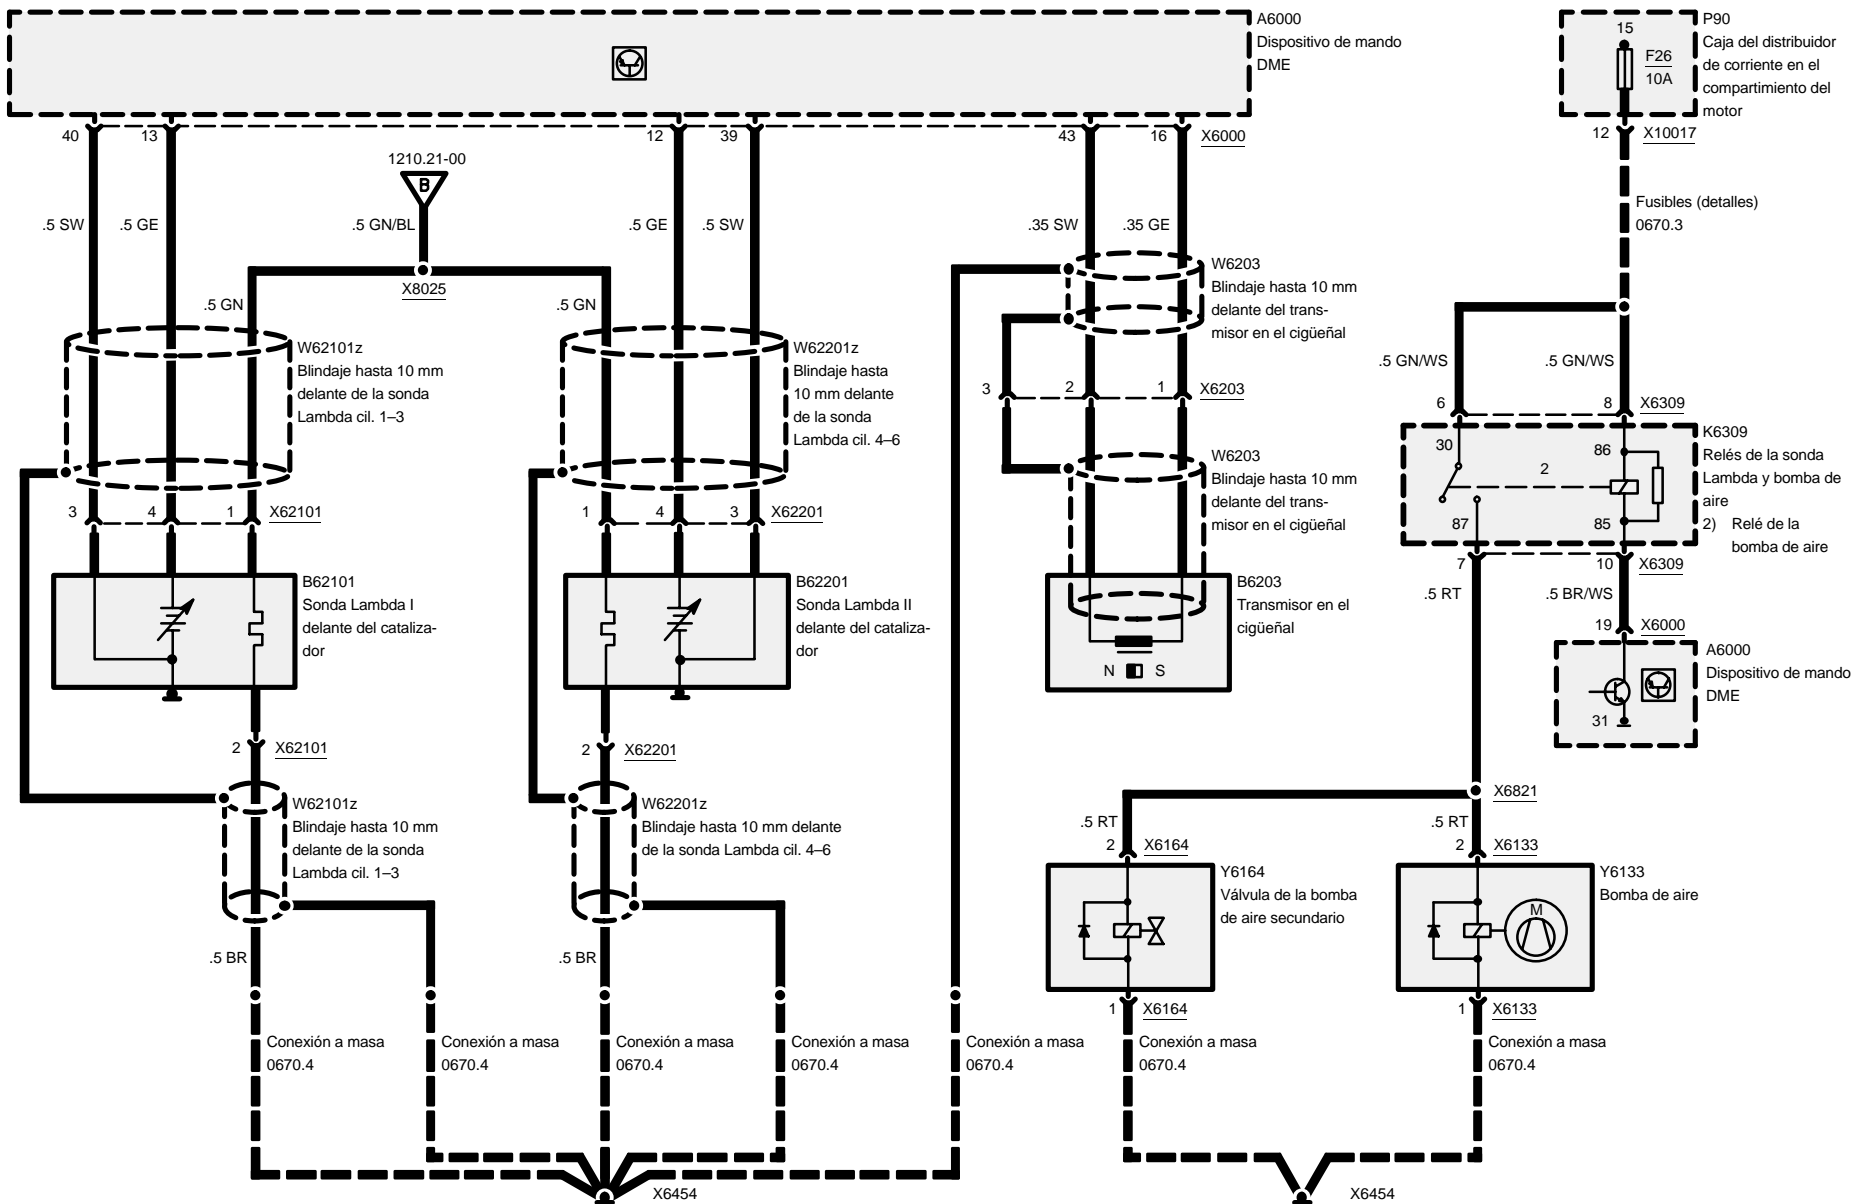 A6000
Dispositivo de mando
DME
P90
Caja del distribuidor
de corriente en el
compartimiento del
motor
15
F26
10A
40
13
12
39
43
16
X6000
12
X10017
1210.21-00
B
.5 SW
.5 GE
.5 GN/BL
.5 GE
.5 SW
.35 SW
.35 GE
Fusibles (detalles)
0670.3
X8025
.5 GN
.5 GN
W6203
Blindaje hasta 10 mm
delante del trans-
misor en el cigüeñal
W62101z
Blindaje hasta 10 mm
delante de la sonda
Lambda cil. 1–3
W62201z
Blindaje hasta
10 mm delante
de la sonda
Lambda cil. 4–6
.5 GN/WS
.5 GN/WS
3
2
1
X6203
6
8
X6309
W6203
Blindaje hasta 10 mm
delante del trans-
misor en el cigüeñal
30
86
2
87
85
K6309
Relés de la sonda
Lambda y bomba de
aire
2) Relé de la
bomba de aire
3
4
1
X62101
1
4
3
X62201
7
10
X6309
B62101
Sonda Lambda I
delante del cataliza-
dor
B62201
Sonda Lambda II
delante del cataliza-
dor
B6203
Transmisor en el
cigüeñal
N
S
.5 RT
.5 BR/WS
19
X6000
A6000
Dispositivo de mando
DME
31
2
X62101
2
X62201
W62101z
Blindaje hasta 10 mm
delante de la sonda
Lambda cil. 1–3
W62201z
Blindaje hasta 10 mm delante
de la sonda Lambda cil. 4–6
X6821
.5 RT
.5 RT
2
X6164
2
X6133
Y6164
Válvula de la bomba
de aire secundario
Y6133
Bomba de aire
M
.5 BR
.5 BR
1
X6164
1
X6133
Conexión a masa
0670.4
Conexión a masa
0670.4
Conexión a masa
0670.4
Conexión a masa
0670.4
Conexión a masa
0670.4
Conexión a masa
0670.4
Conexión a masa
0670.4
X6454
X6454